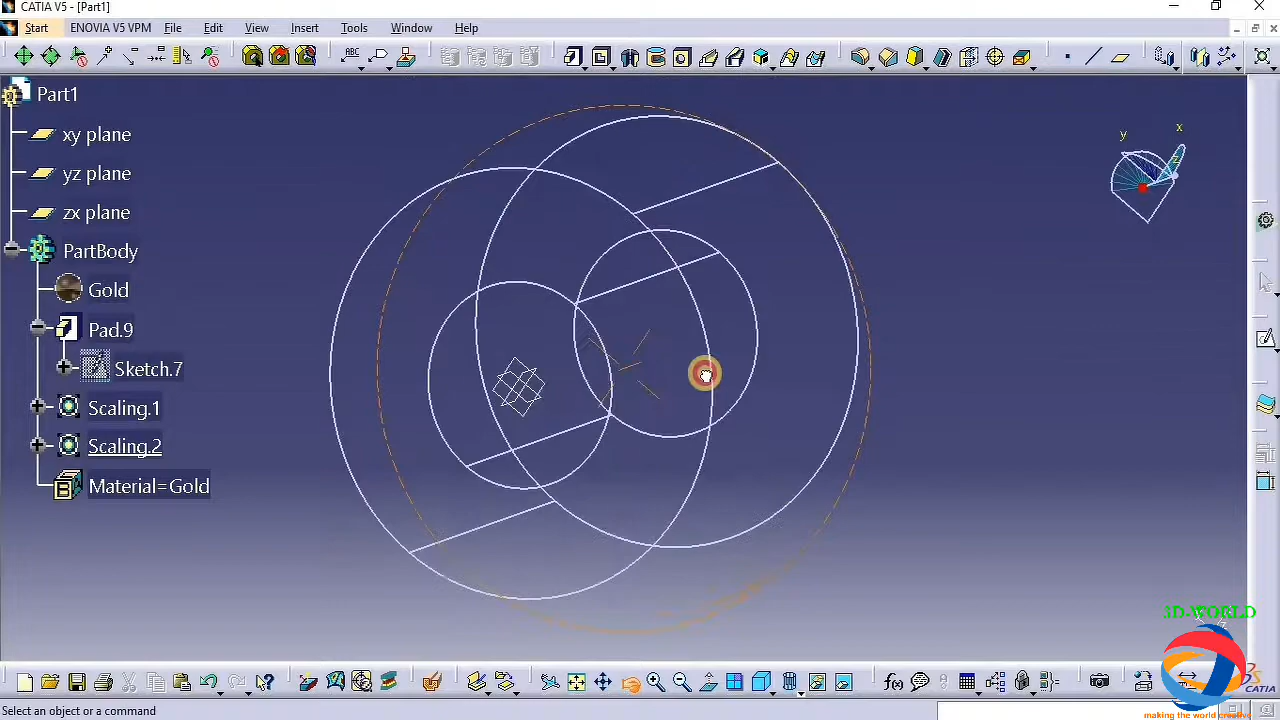 CATIA V5 - [Part1]
Start ENOVIA V5 VPM File Edit View Insert Tools Window Help
ABC
Part1
xy plane
yz plane
zx plane
PartBody
Gold
Pad.9
Sketch.7
Scaling.1
Scaling.2
Material=Gold
y x
3D-WORLD
CATIA
making the world creative
f(x)
Select an object or a command